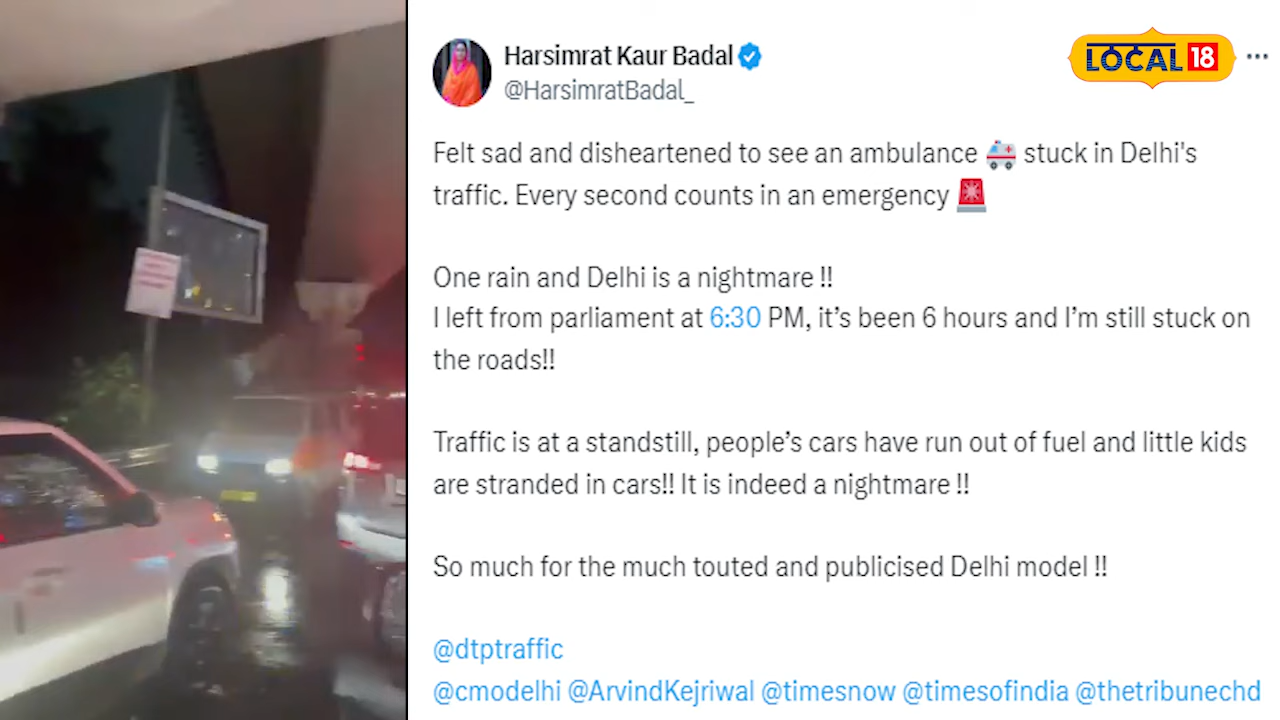 Harsimrat Kaur Badal
LOCAL 18
@HarsimratBadal_
Felt sad and disheartened to see an ambulance 🚑 stuck in Delhi's
traffic. Every second counts in an emergency 🚨
One rain and Delhi is a nightmare !!
I left from parliament at 6:30 PM, it’s been 6 hours and I’m still stuck on
the roads!!
Traffic is at a standstill, people’s cars have run out of fuel and little kids
are stranded in cars!! It is indeed a nightmare !!
So much for the much touted and publicised Delhi model !!
@dtptraffic
@cmodelhi @ArvindKejriwal @timesnow @timesofindia @thetribunechd